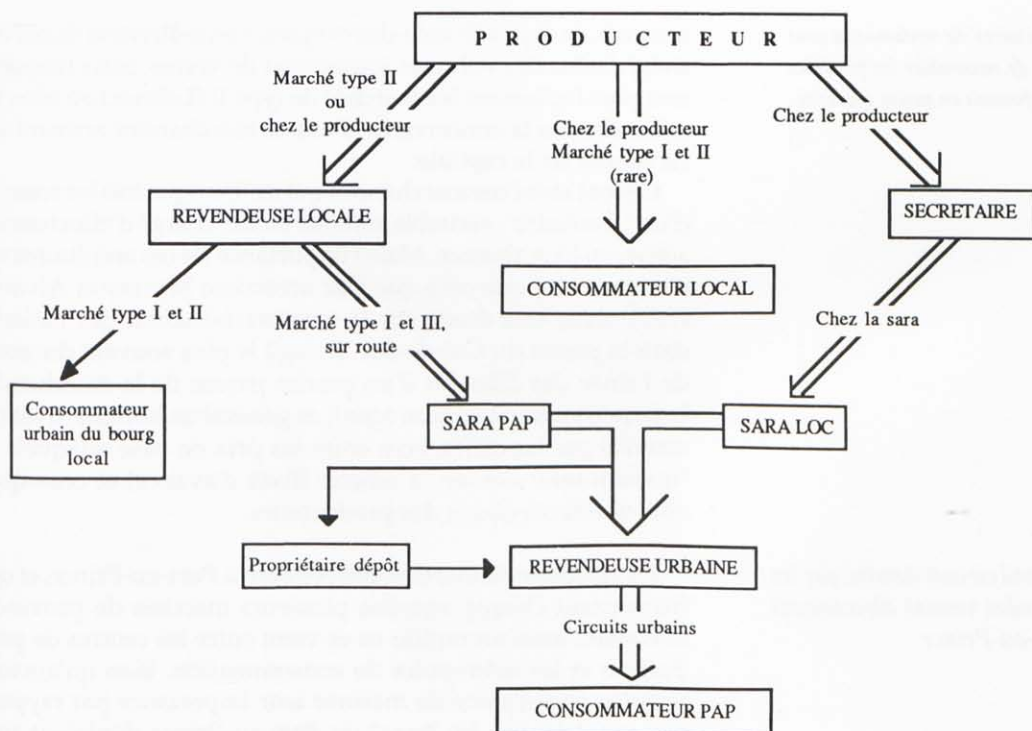 PRODUCTEUR
Marché type II
ou
chez le producteur
Chez le producteur
Marché type I et II
(rare)
Chez le producteur
REVENDEUSE LOCALE
SECRETAIRE
CONSOMMATEUR LOCAL
Marché type I et II
Marché type I et III,
sur route
Chez la sara
Consommateur
urbain du bourg
local
SARA PAP
SARA LOC
Propriétaire dépôt
REVENDEUSE URBAINE
Circuits urbains
CONSOMMATEUR PAP